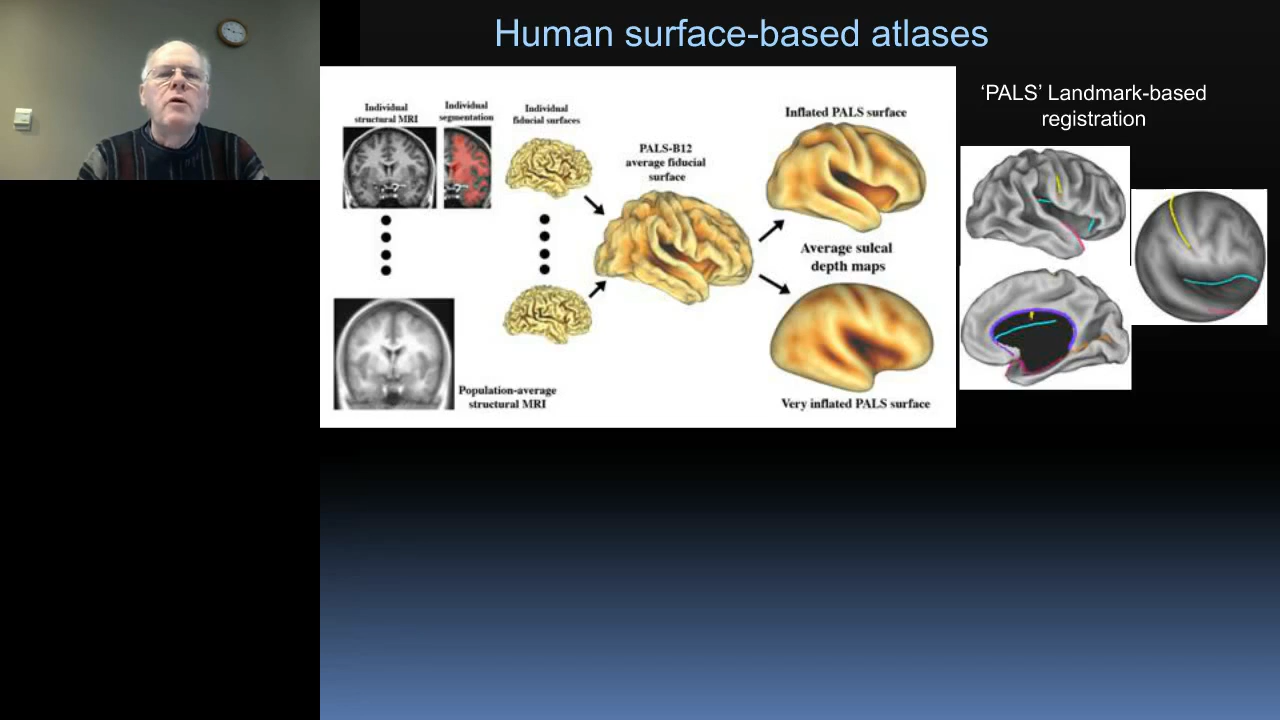 Human surface-based atlases
Individual
structural MRI
Individual
segmentation
Individual
fiducial surfaces
PALS-B12
average fiducial
surface
Inflated PALS surface
Average sulcal
depth maps
Population-average
structural MRI
Very inflated PALS surface
‘PALS’ Landmark-based
registration